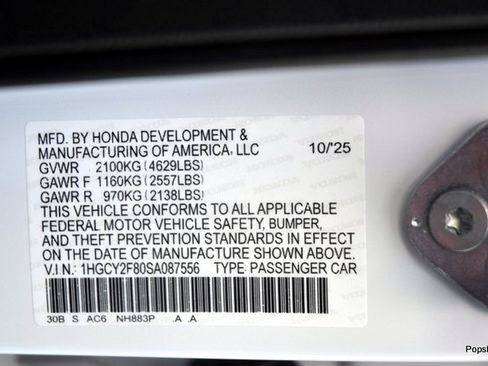 MFD. BY HONDA DEVELOPMENT &
MANUFACTURING OF AMERICA, LLC 10/'25
GVWR 2100KG (4629LBS)
GAWR F 1160KG (2557LBS)
GAWR R 970KG (2138LBS)
THIS VEHICLE CONFORMS TO ALL APPLICABLE
FEDERAL MOTOR VEHICLE SAFETY, BUMPER,
AND THEFT PREVENTION STANDARDS IN EFFECT
ON THE DATE OF MANUFACTURE SHOWN ABOVE.
V.I.N.: 1HGCY2F80SA087556 TYPE: PASSENGER CAR
30B S AC6 NH883P .A .A